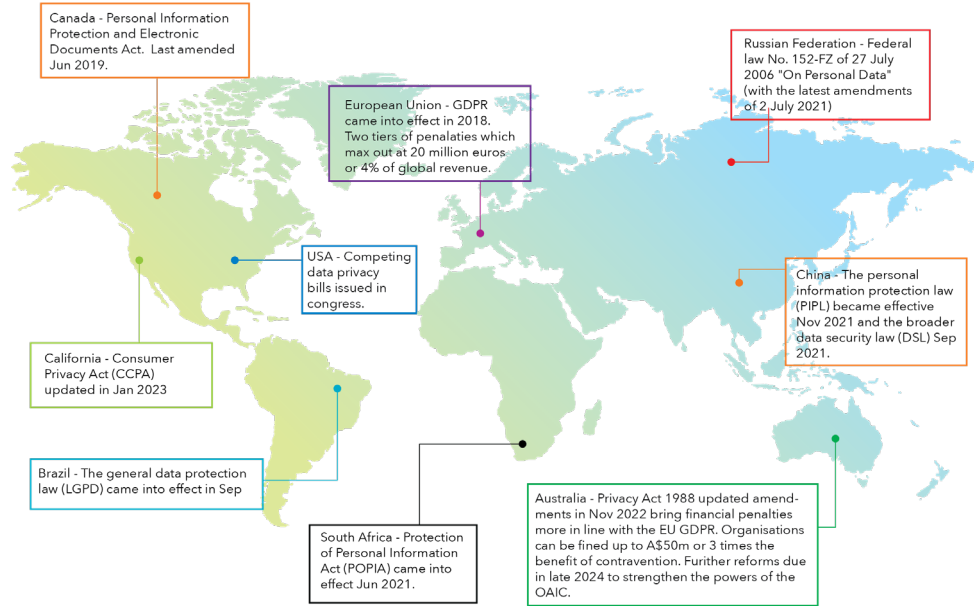 Canada - Personal Information
Protection and Electronic
Documents Act.  Last amended
Jun 2019.
Russian Federation - Federal
law No. 152-FZ of 27 July
2006 "On Personal Data"
(with the latest amendments
of 2 July 2021)
European Union - GDPR
came into effect in 2018.
Two tiers of penalaties which
max out at 20 million euros
or 4% of global revenue.
USA - Competing
data privacy
bills issued in
congress.
China - The personal
information protection law
(PIPL) became effective
Nov 2021 and the broader
data security law (DSL) Sep
2021.
California - Consumer
Privacy Act (CCPA)
updated in Jan 2023
Brazil - The general data protection
law (LGPD) came into effect in Sep
South Africa - Protection
of Personal Information
Act (POPIA) came into
effect Jun 2021.
Australia - Privacy Act 1988 updated amend-
ments in Nov 2022 bring financial penalties
more in line with the EU GDPR. Organisations
can be fined up to A$50m or 3 times the
benefit of contravention. Furither reforms due
in late 2024 to strengthen the powers of the
OAIC.